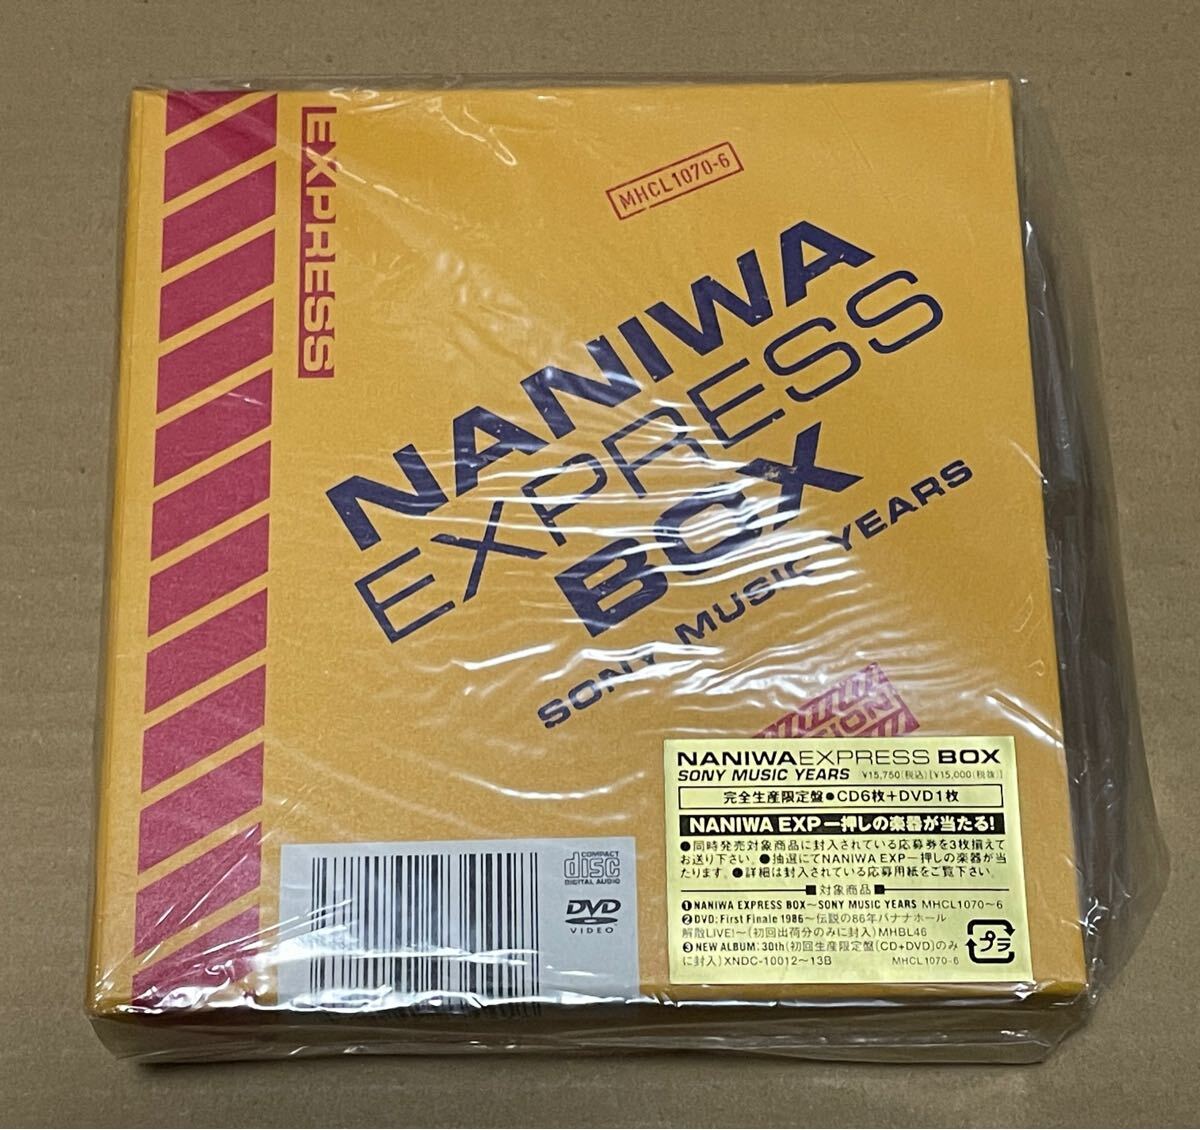 EXPRESS
MHCL1070-6
NANIWA
EXPRESS
BOX
SONY MUSIC YEARS
NANIWAEXPRESS BOX
SONY MUSIC YEARS ¥15,750[税込][¥15,000(税抜)]
完全生産限定盤●CD6枚+DVD1枚
NANIWA EXP一押しの楽器が当たる!
●同時発売対象商品に封入されている応募券を3枚揃えて
お送り下さい。●抽選にてNANIWA EXP一押しの楽器が当
たります。●詳細は封入されている応募用紙をご覧下さい。
■対象商品■
❶NANIWA EXPRESS BOX〜SONY MUSIC YEARS MHCL1070〜6
❷DVD:First Finale 1986〜伝説の86年バナナホール
解散LIVE!〜(初回出荷分のみに封入)MHBL46
❸NEW ALBUM:30th(初回生産限定盤(CD+DVD)のみ
に封入)XNDC-10012〜13B
MHCL1070-6
プラ
COMPACT
disc
DIGITAL AUDIO
DVD
VIDEO